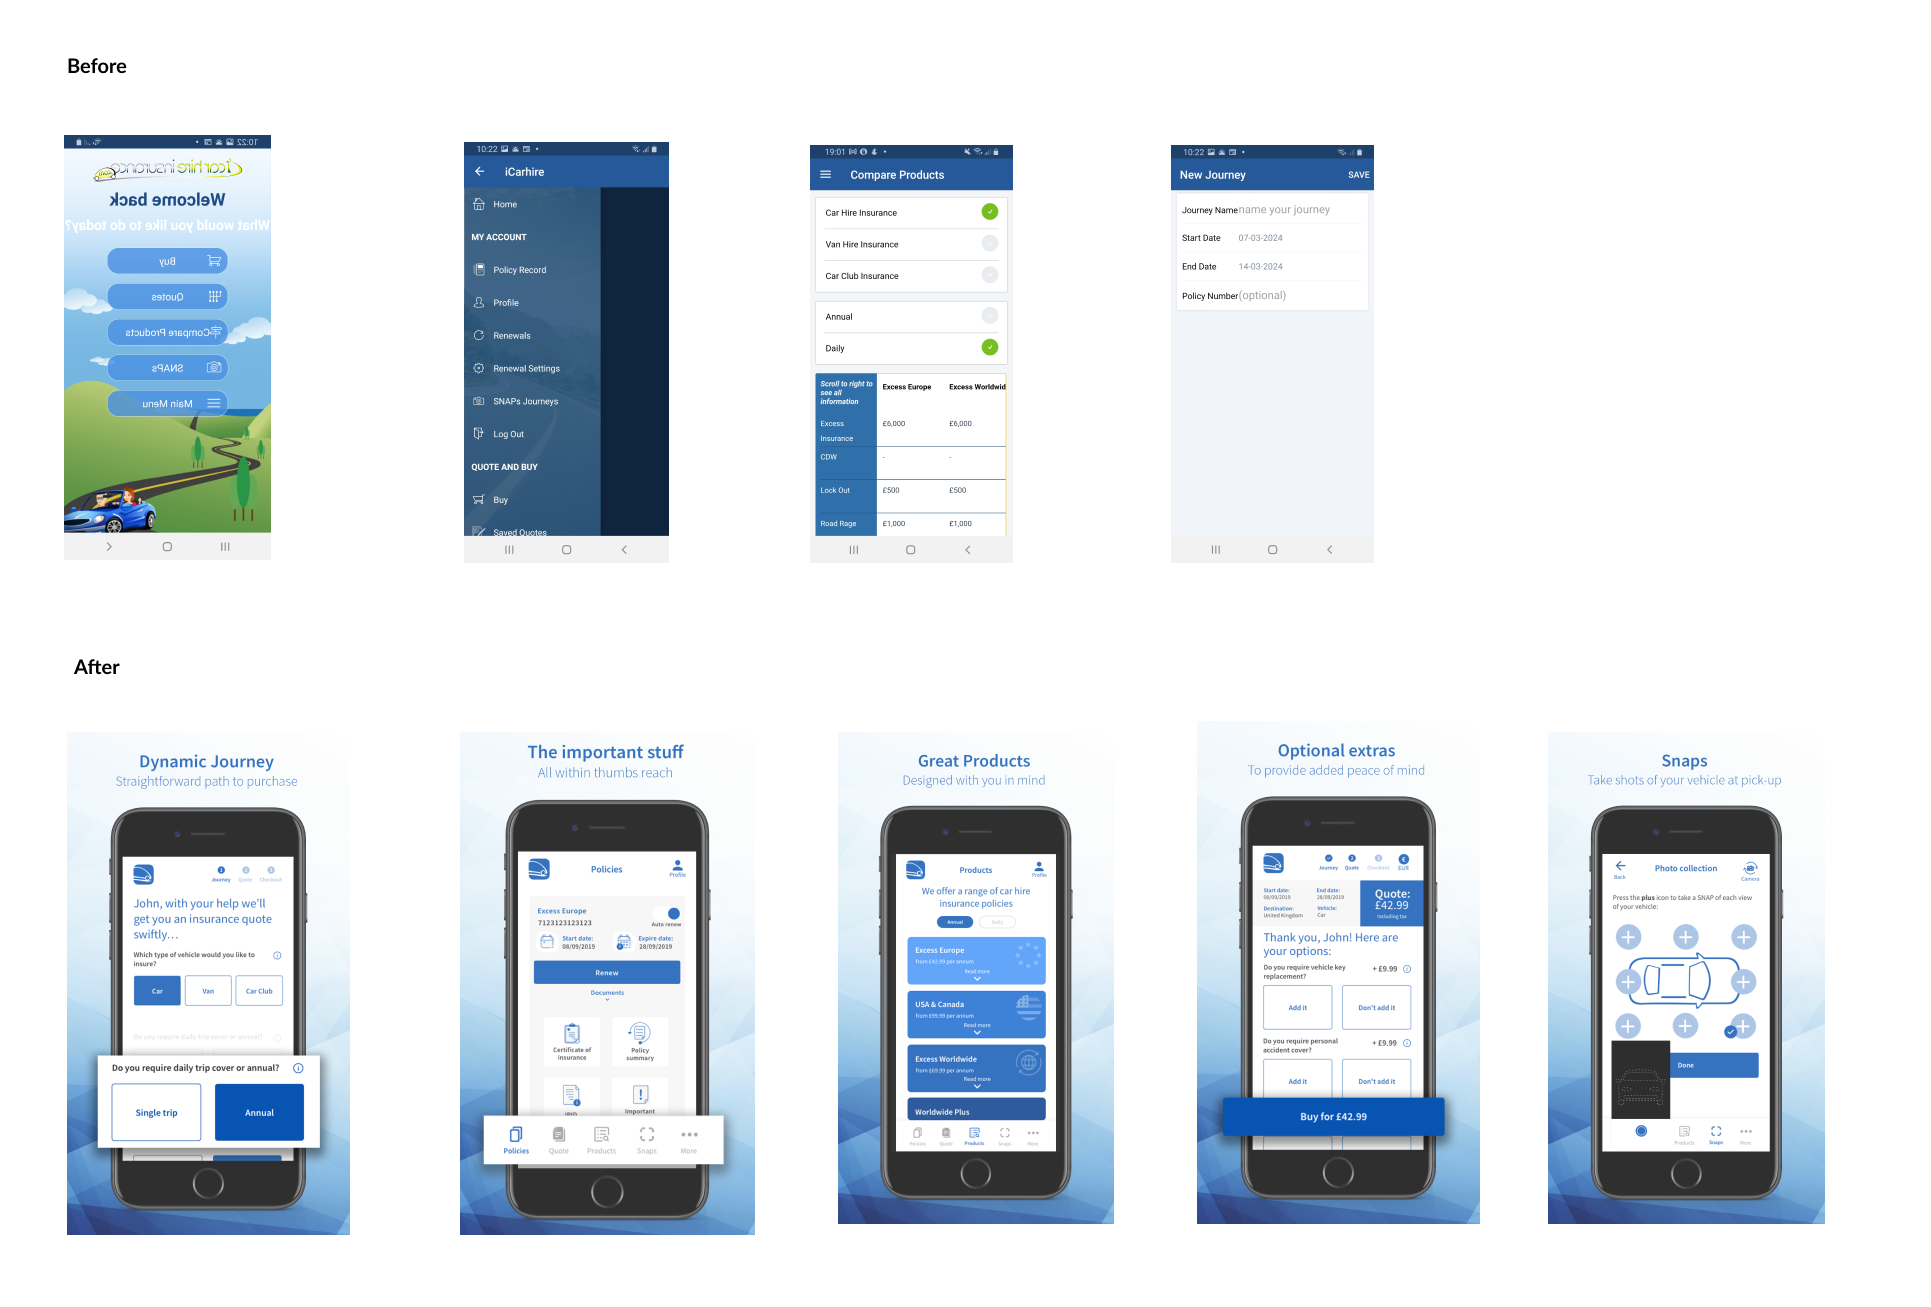 Before
10:22
icarhireinsurance
Welcome back
What would you like to do today?
Buy
Quotes
Compare Products
SNAPs
Main Menu
10:22
iCarhire
Home
MY ACCOUNT
Policy Record
Profile
Renewals
Renewal Settings
SNAPs Journeys
Log Out
QUOTE AND BUY
Buy
Saved Quotes
19:01
Compare Products
Car Hire Insurance
Van Hire Insurance
Car Club Insurance
Annual
Daily
Scroll to right to
see all
information
Excess Europe
Excess Worldwid
Excess
Insurance
£6,000
£6,000
CDW
-
-
Lock Out
£500
£500
Road Rage
£1,000
£1,000
10:22
New Journey
SAVE
Journey Name name your journey
Start Date 07-03-2024
End Date 14-03-2024
Policy Number (optional)
After
Dynamic Journey
Straightforward path to purchase
1 2 3
Journey Quote Checkout
John, with your help we'll
get you an insurance quote
swiftly...
Which type of vehicle would you like to
insure?
Car
Van
Car Club
Do you require daily trip cover or annual?
Do you require daily trip cover or annual?
Single trip
Annual
The important stuff
All within thumbs reach
Policies
Profile
Excess Europe
7123123123123
Auto renew
Start date:
08/09/2019
Expire date:
28/09/2019
Renew
Documents
Certificate of
insurance
Policy
summary
IPID
Important
Policies
Quote
Products
Snaps
More
Great Products
Designed with you in mind
Products
Profile
We offer a range of car hire
insurance policies
Annual
Daily
Excess Europe
from £42.99 per annum
Read more
USA & Canada
from £99.99 per annum
Read more
Excess Worldwide
from £69.99 per annum
Read more
Worldwide Plus
Policies
Quote
Products
Snaps
More
Optional extras
To provide added peace of mind
2 3 €
Journey Quote Checkout EUR
Start date:
08/09/2019
End date:
28/09/2019
Destination:
United Kingdom
Vehicle:
Car
Quote:
£42.99
Including tax
Thank you, John! Here are
your options:
Do you require vehicle key
replacement?
+ £9.99
Add it
Don't add it
Do you require personal
accident cover?
+ £9.99
Add it
Don't add it
Buy for £42.99
Snaps
Take shots of your vehicle at pick-up
Back
Photo collection
Camera
Press the plus icon to take a SNAP of each view
of your vehicle:
Done
Products
Snaps
More